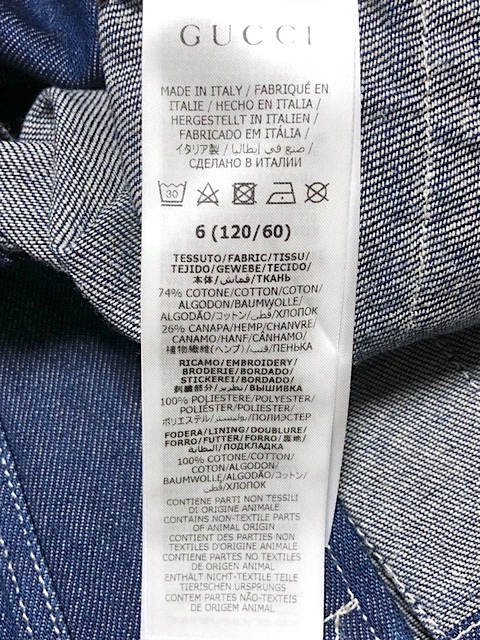 GUCCI
MADE IN ITALY / FABRIQUÉ EN
ITALIE / HECHO EN ITALIA /
HERGESTELLT IN ITALIEN /
FABRICADO EM ITÁLIA /
イタリア製 / صنع في إيطاليا /
СДЕЛАНО В ИТАЛИИ
30
6 (120/60)
TESSUTO/FABRIC/TISSU/
TEJIDO/GEWEBE/TECIDO/
本体/قماش/ТКАНЬ
74% COTONE/COTTON/COTON/
ALGODON/BAUMWOLLE/
ALGODÃO/コットン/قطن/ХЛОПОК
26% CANAPA/HEMP/CHANVRE/
CÁÑAMO/HANF/CÂNHAMO/
植物繊維(ヘンプ)/قنب/ПЕНЬКА
RICAMO/EMBROIDERY/
BRODERIE/BORDADO/
STICKEREI/BORDADO/
刺繍部分/تطريز/ВЫШИВКА
100% POLIESTERE/POLYESTER/
POLIÉSTER/POLIESTER/
ポリエステル/بوليستر/ПОЛИЭСТЕР
FODERA/LINING/DOUBLURE/
FORRO/FUTTER/FORRO/裏地/
البطانة/ПОДКЛАДКА
100% COTONE/COTTON/
COTON/ALGODON/
BAUMWOLLE/ALGODÃO/コットン/
قطن/ХЛОПОК
CONTIENE PARTI NON TESSILI
DI ORIGINE ANIMALE
CONTAINS NON-TEXTILE PARTS
OF ANIMAL ORIGIN
CONTIENT DES PARTIES NON
TEXTILES D'ORIGINE ANIMALE
CONTIENE PARTES NO TEXTILES
DE ORIGEN ANIMAL
ENTHÄLT NICHT-TEXTILE TEILE
TIERISCHEN URSPRUNGS
CONTÉM PARTES NÃO-TÊXTEIS
DE ORIGEM ANIMAL